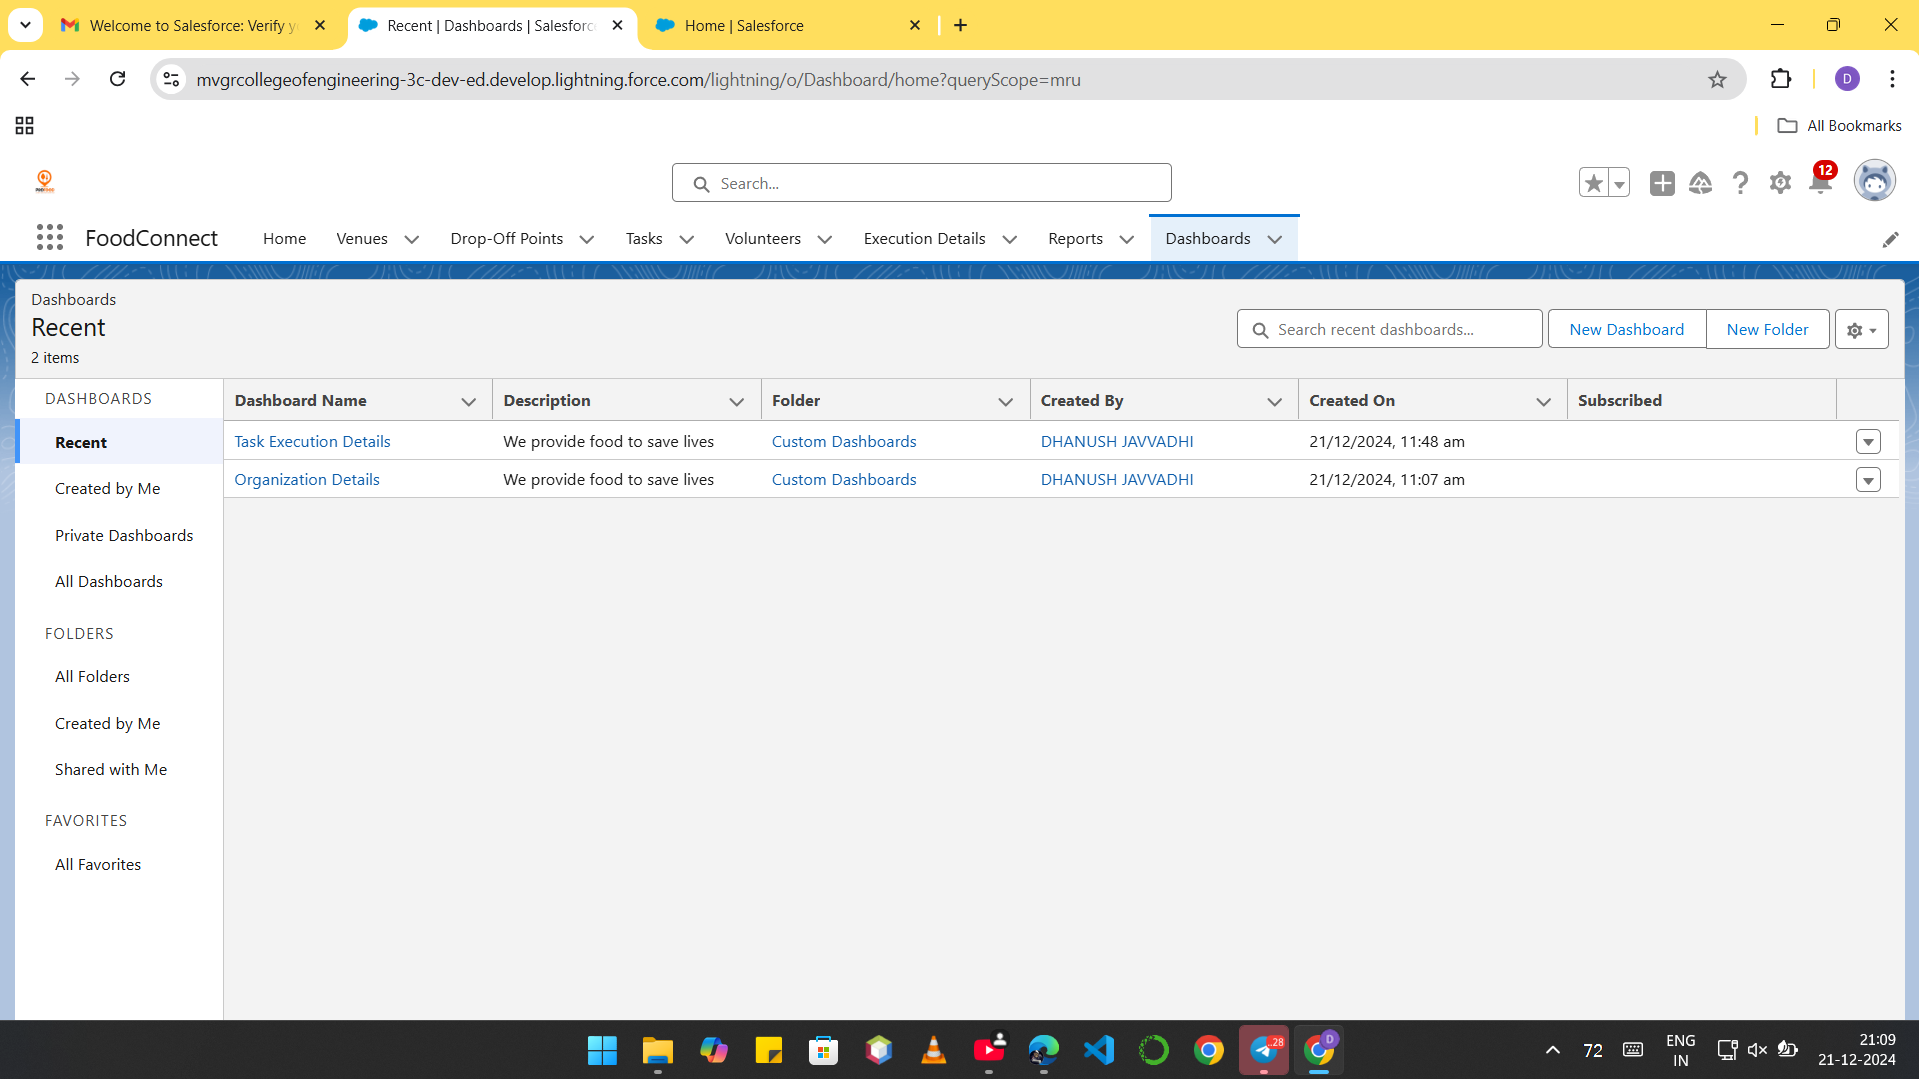 Welcome to Salesforce: Verify y
Recent | Dashboards | Salesforc
Home | Salesforce
mvgrcollegeofengineering-3c-dev-ed.develop.lightning.force.com/lightning/o/Dashboard/home?queryScope=mru
D
All Bookmarks
Search...
12
FoodConnect
Home
Venues
Drop-Off Points
Tasks
Volunteers
Execution Details
Reports
Dashboards
Dashboards
Recent
2 items
Search recent dashboards...
New Dashboard
New Folder
DASHBOARDS
Recent
Created by Me
Private Dashboards
All Dashboards
FOLDERS
All Folders
Created by Me
Shared with Me
FAVORITES
All Favorites
Dashboard Name Description Folder Created By Created On Subscribed
Task Execution Details We provide food to save lives Custom Dashboards DHANUSH JAVVADHI 21/12/2024, 11:48 am
Organization Details We provide food to save lives Custom Dashboards DHANUSH JAVVADHI 21/12/2024, 11:07 am
..28
D
72
ENG
IN
21:09
21-12-2024